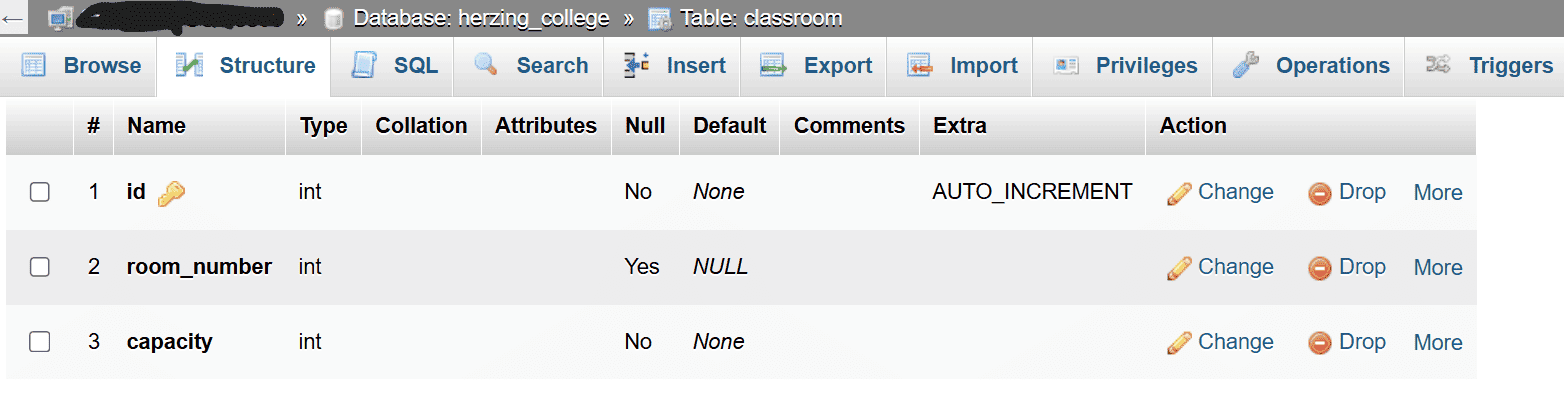 » Database: herzing_college » Table: classroom
Browse Structure SQL Search Insert Export Import Privileges Operations Triggers
# Name Type Collation Attributes Null Default Comments Extra Action
1 id int No None AUTO_INCREMENT Change Drop More
2 room_number int Yes NULL Change Drop More
3 capacity int No None Change Drop More